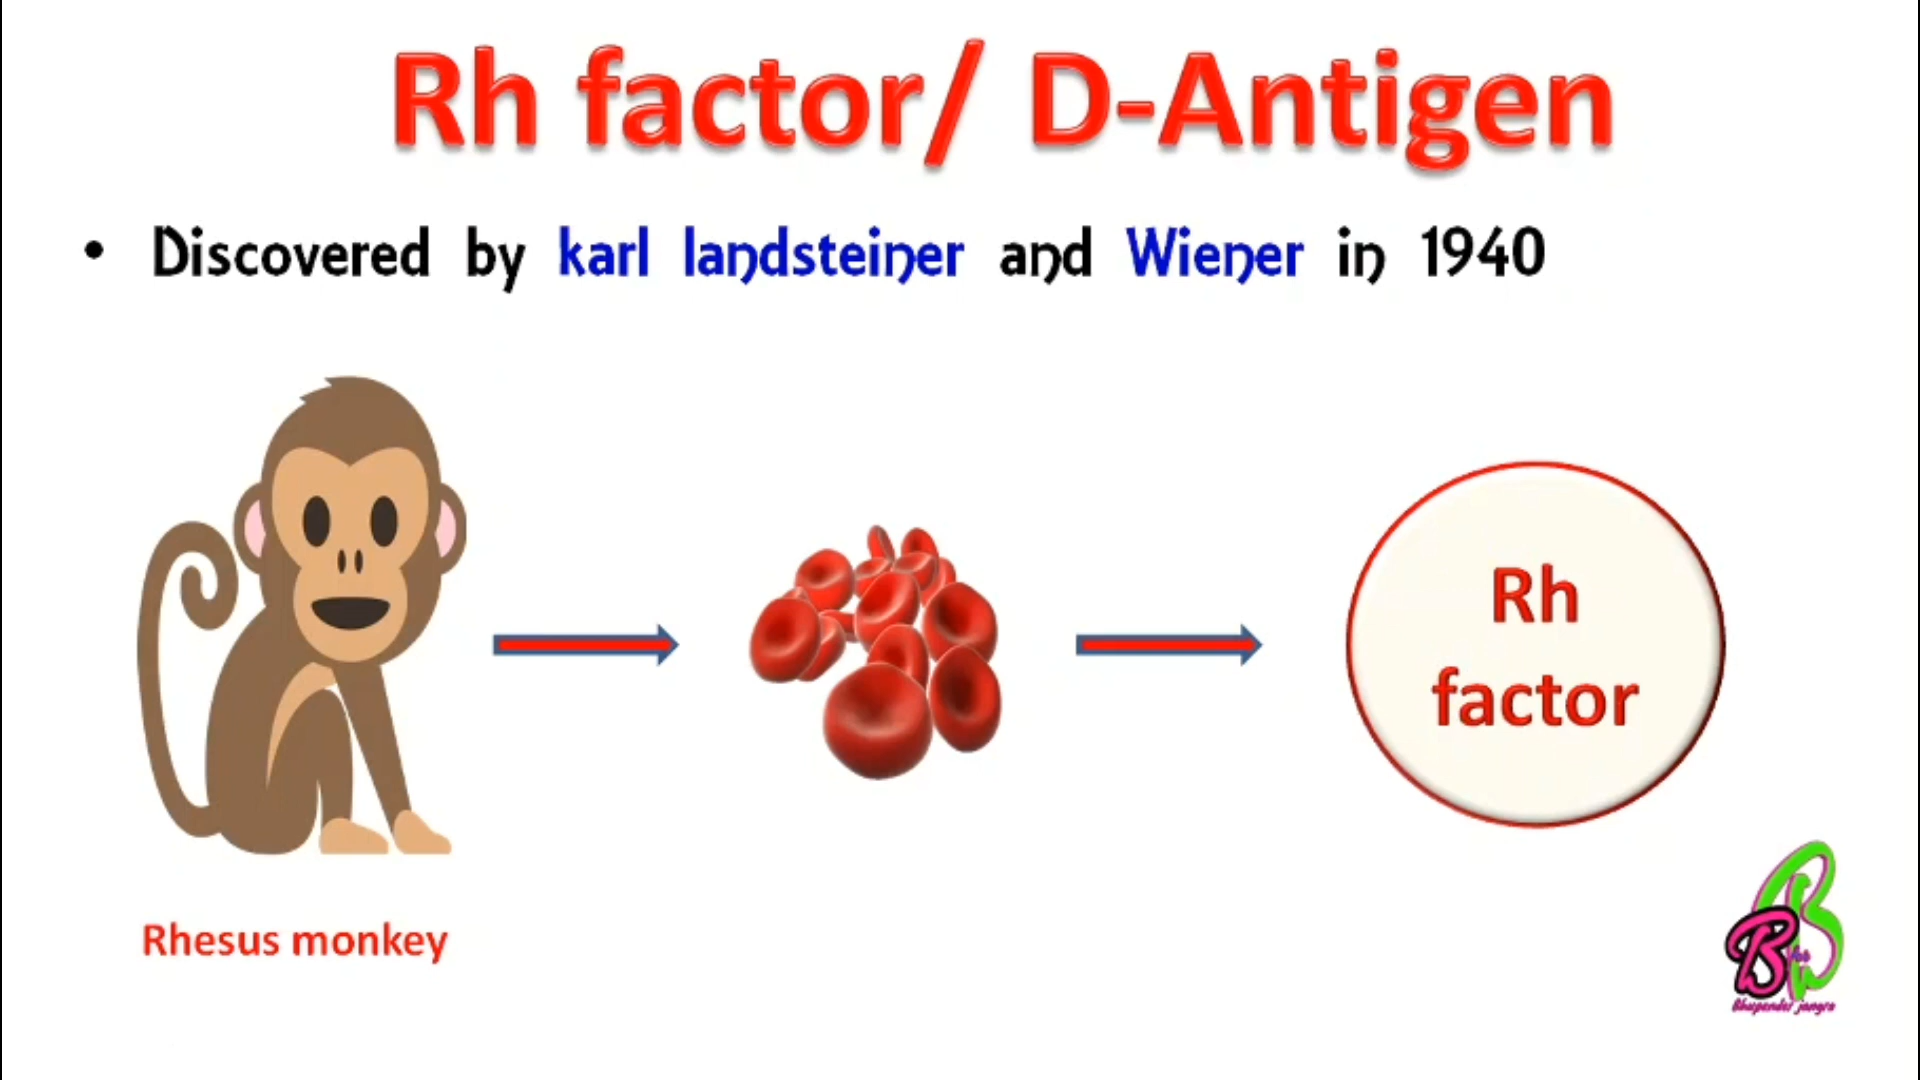 Rh factor/ D-Antigen
• Discovered by karl landsteiner and Wiener in 1940
Rh
factor
Rhesus monkey
B
B